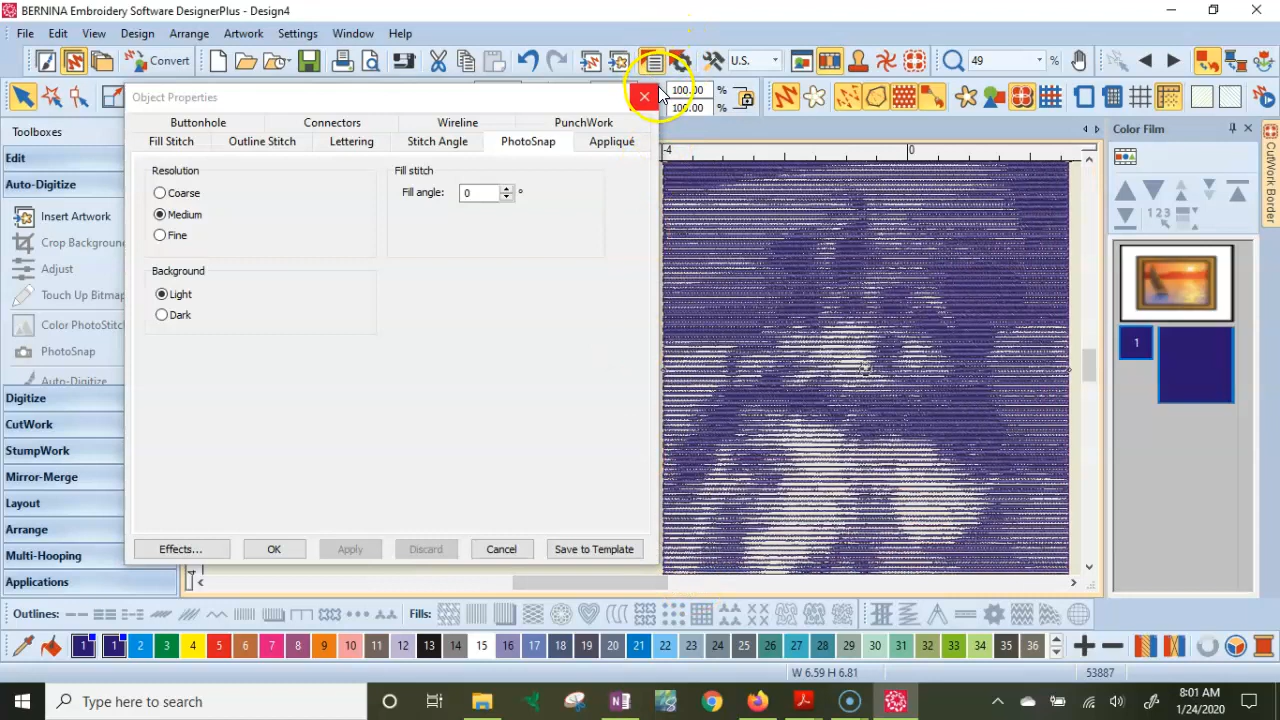 BERNINA Embroidery Software DesignerPlus - Design4
File Edit View Design Arrange Artwork Settings Window Help
Convert U.S. 49 %
Object Properties
100.00 %
100.00 %
Toolboxes
Buttonhole Connectors Wireline PunchWork
Fill Stitch Outline Stitch Lettering Stitch Angle PhotoSnap Appliqué
Color Film
CutWork Border
-4 0
Edit
Auto-Digitize
Insert Artwork
Crop Backgroun
Adjust
Touch Up Bitmap
Color PhotoStitc
PhotoSnap
Auto-Digitize
Digitize
CutWork
StumpWork
Mirror-Merge
Layout
Arrange
Multi-Hooping
Applications
Resolution
Coarse
Medium
Fine
Fill stitch
Fill angle: 0 °
Background
Light
Dark
1 2 3
1
Effects... OK Apply Discard Cancel Save to Template
Outlines: Fills:
1 1 2 3 4 5 6 7 8 9 10 11 12 13 14 15 16 17 18 19 20 21 22 23 24 25 26 27 28 29 30 31 32 33 34 35 36
W 6.59 H 6.81 53887
Type here to search
8:01 AM
1/24/2020